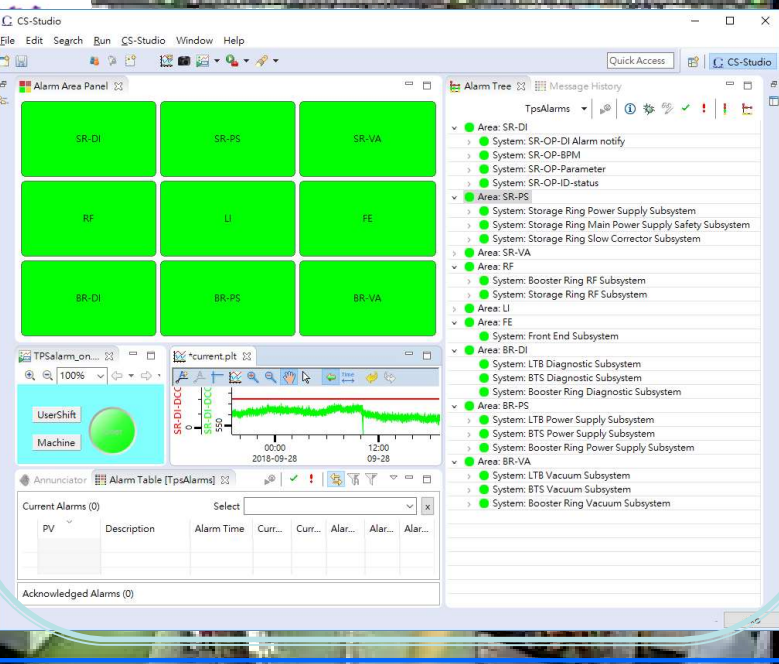 CS-Studio
File Edit Search Run CS-Studio Window Help
Quick Access
CS-Studio
Alarm Area Panel
SR-DI SR-PS SR-VA
RF LI FE
BR-DI BR-PS BR-VA
TPSalarm_on....
100%
UserShift
Machine
*current.plt
Time
SR-DI-DCC
SR-DI-DCC
0
550
00:00 12:00
2018-09-28 09-28
Annunciator Alarm Table [TpsAlarms]
Current Alarms (0) Select
x
PV Description Alarm Time Curr... Curr... Alar... Alar... Alar...
Acknowledged Alarms (0)
Alarm Tree Message History
TpsAlarms
Area: SR-DI
System: SR-OP-DI Alarm notify
System: SR-OP-BPM
System: SR-OP-Parameter
System: SR-OP-ID-status
Area: SR-PS
System: Storage Ring Power Supply Subsystem
System: Storage Ring Main Power Supply Safety Subsystem
System: Storage Ring Slow Corrector Subsystem
Area: SR-VA
Area: RF
System: Booster Ring RF Subsystem
System: Storage Ring RF Subsystem
Area: LI
Area: FE
System: Front End Subsystem
Area: BR-DI
System: LTB Diagnostic Subsystem
System: BTS Diagnostic Subsystem
System: Booster Ring Diagnostic Subsystem
Area: BR-PS
System: LTB Power Supply Subsystem
System: BTS Power Supply Subsystem
System: Booster Ring Power Supply Subsystem
Area: BR-VA
System: LTB Vacuum Subsystem
System: BTS Vacuum Subsystem
System: Booster Ring Vacuum Subsystem